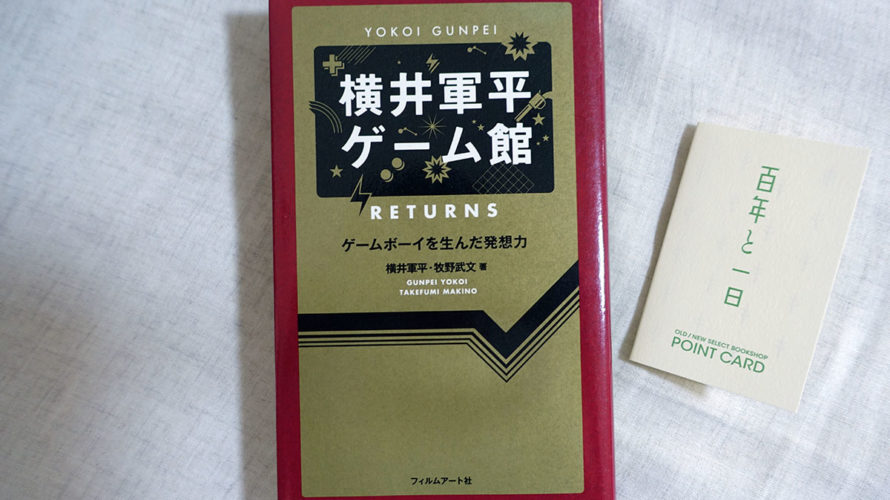 YOKOI GUNPEI
横井軍平
ゲーム館
RETURNS
ゲームボーイを生んだ発想力
横井軍平・牧野武文 著
GUNPEI YOKOI
TAKEFUMI MAKINO
フィルムアート社
百年と一日
OLD / NEW SELECT BOOKSHOP
POINT CARD